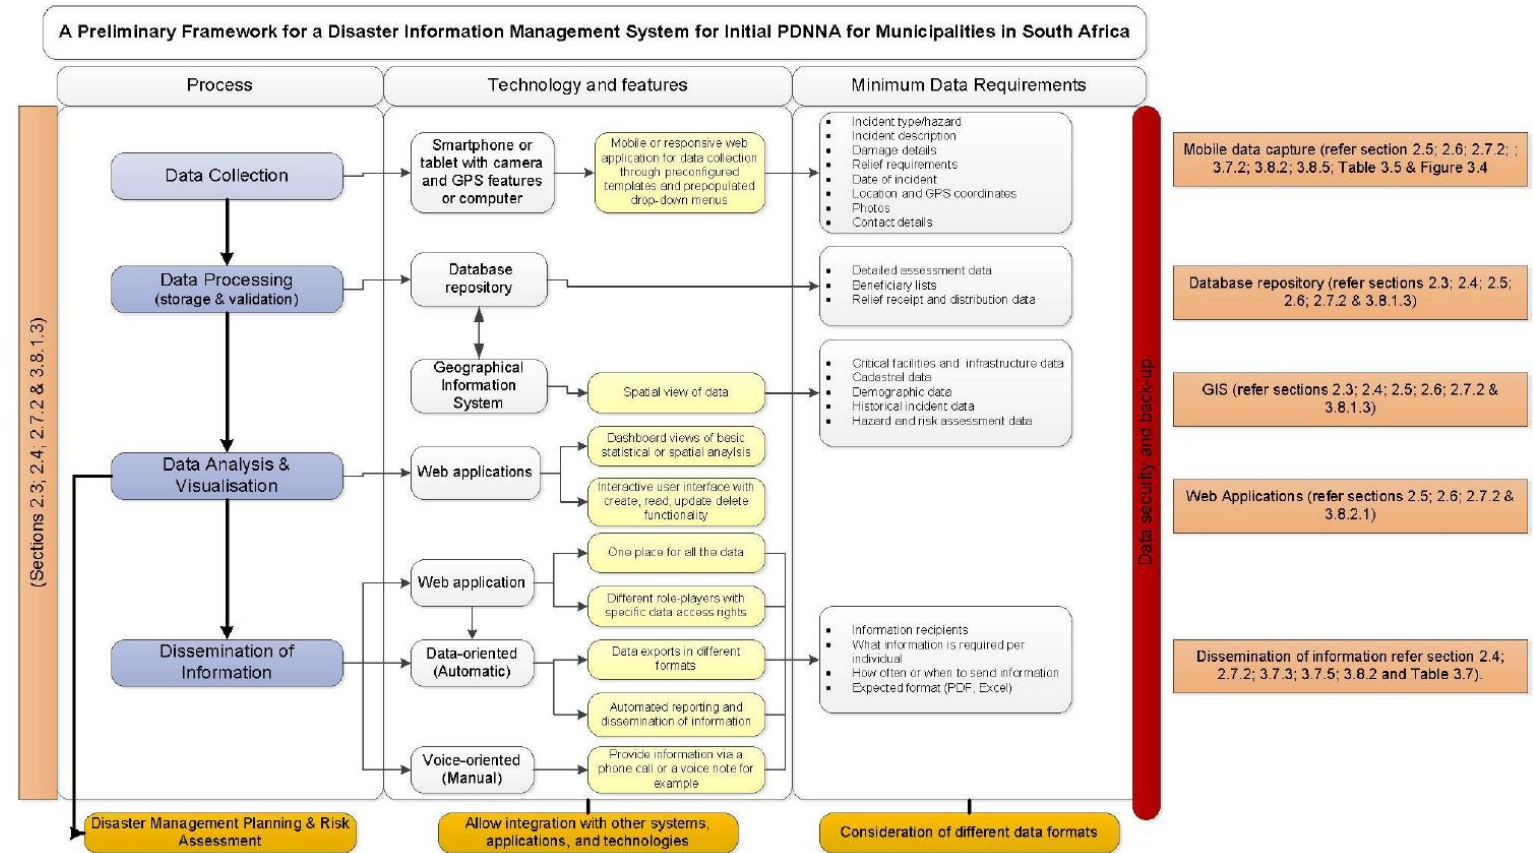 A Preliminary Framework for a Disaster Information Management System for Initial PDNNA for Municipalities in South Africa
Process
Technology and features
Minimum Data Requirements
(Sections 2.3; 2.4; 2.7.2 & 3.8.1.3)
Data Collection
Smartphone or
tablet with camera
and GPS features
or computer
Mobile or responsive web
application for data collection
through preconfigured
templates and prepopulated
drop-down menus
Incident type/hazard
Incident description
Damage details
Relief requirements
Date of incident
Location and GPS coordinates
Photos
Contact details
Mobile data capture (refer section 2.5; 2.6; 2.7.2; ;
3.7.2; 3.8.2; 3.8.5; Table 3.5 & Figure 3.4
Data Processing
(storage & validation)
Database
repository
Detailed assessment data
Beneficiary lists
Relief receipt and distribution data
Database repository (refer sections 2.3; 2.4; 2.5;
2.6; 2.7.2 & 3.8.1.3)
Geographical
Information
System
Spatial view of data
Critical facilities and infrastructure data
Cadastral data
Demographic data
Historical incident data
Hazard and risk assessment data
GIS (refer sections 2.3; 2.4; 2.5; 2.6; 2.7.2 &
3.8.1.3)
Data Analysis &
Visualisation
Web applications
Dashboard views of basic
statistical or spatial anaylsis
Interactive user interface with
create, read, update delete
functionality
Web Applications (refer sections 2.5; 2.6; 2.7.2 &
3.8.2.1)
Data security and back-up
Dissemination of
Information
Web application
One place for all the data
Different role-players with
specific data access rights
Data-oriented
(Automatic)
Data exports in different
formats
Automated reporting and
dissemination of information
Voice-oriented
(Manual)
Provide information via a
phone call or a voice note for
example
Information recipients
What information is required per
individual
How often or when to send information
Expected format (PDF, Excel)
Dissemination of information refer section 2.4;
2.7.2; 3.7.3; 3.7.5; 3.8.2 and Table 3.7).
Disaster Management Planning & Risk
Assessment
Allow integration with other systems,
applications, and technologies
Consideration of different data formats